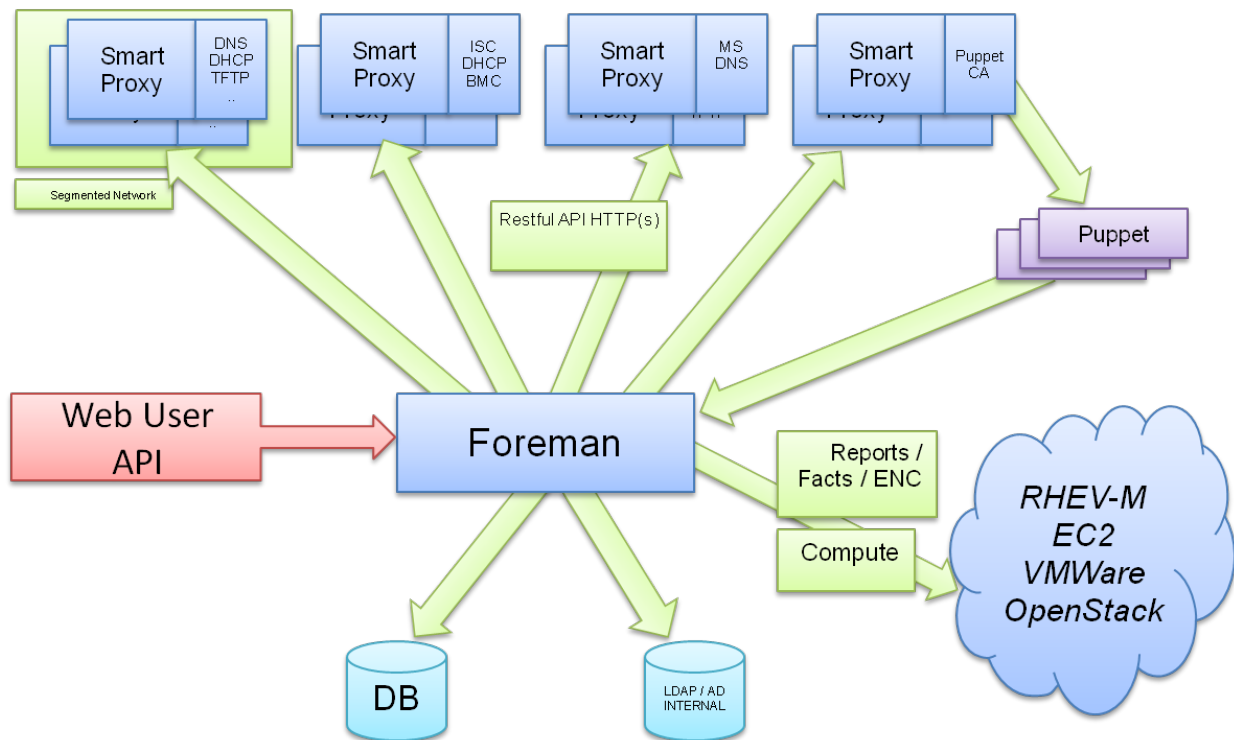 Smart
Proxy
DNS
DHCP
TFTP
..
Smart
Proxy
ISC
DHCP
BMC
Smart
Proxy
MS
DNS
Smart
Proxy
Puppet
CA
..
Proxy
Proxy
Segmented Network
Restful API HTTP(s)
Puppet
Web User
API
Foreman
Reports /
Facts / ENC
Compute
RHEV-M
EC2
VMWare
OpenStack
DB
LDAP / AD
INTERNAL